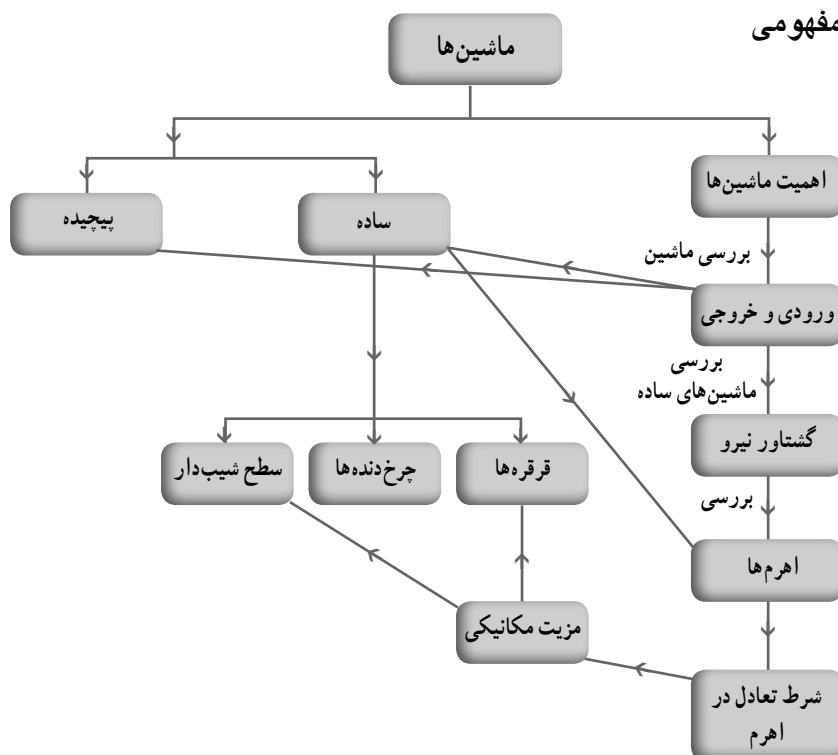 مفهومی
ماشین‌ها
اهمیت ماشین‌ها
ساده
پیچیده
بررسی ماشین
ورودی و خروجی
بررسی
ماشین‌های ساده
گشتاور نیرو
قرقره‌ها
چرخ‌دنده‌ها
سطح شیب‌دار
بررسی
اهرم‌ها
مزیت مکانیکی
شرط تعادل در
اهرم